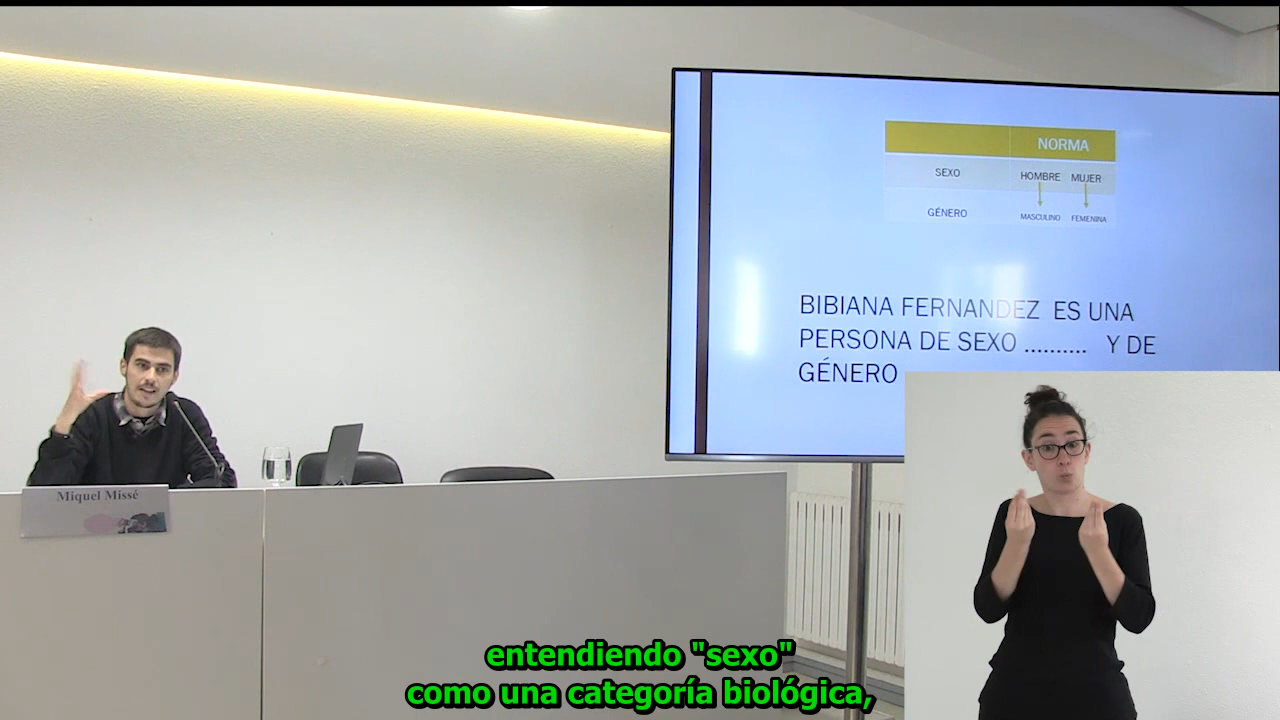 NORMA
SEXO HOMBRE MUJER
GÉNERO MASCULINO FEMENINA
BIBIANA FERNANDEZ ES UNA
PERSONA DE SEXO .......... Y DE
GÉNERO
Miquel Missé
entendiendo "sexo"
como una categoría biológica,